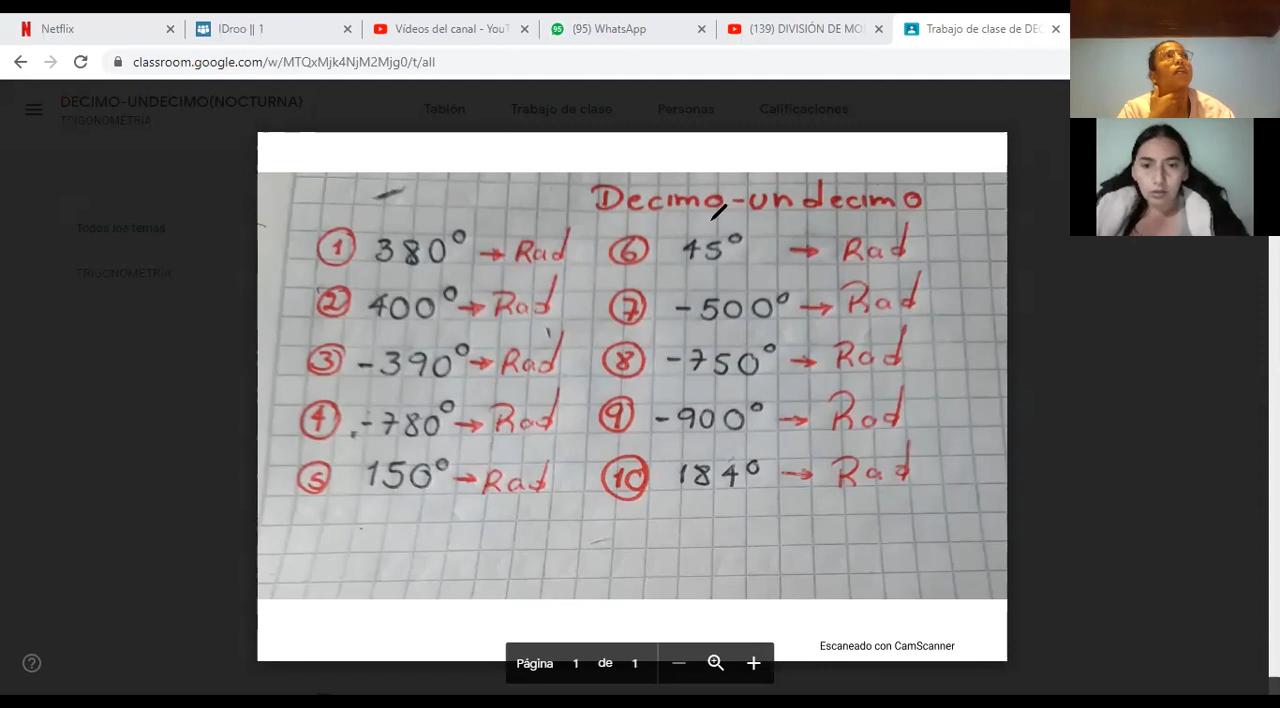 Netflix
IDroo || 1
Vídeos del canal - YouT
(95) WhatsApp
(139) DIVISIÓN DE MO
Trabajo de clase de DEC
classroom.google.com/w/MTQxMjk4NjM2Mjg0/t/all
DECIMO-UNDECIMO(NOCTURNA)
TRIGONOMETRIA
Tablón
Trabajo de clase
Personas
Calificaciones
Todos los temas
TRIGONOMETRIA
Decimo-undecimo
1 380° → Rad
2 400° → Rad
3 -390° → Rad
4 -780° → Rad
5 150° → Rad
6 45° → Rad
7 -500° → Rad
8 -750° → Rad
9 -900° → Rad
10 184° → Rad
Escaneado con CamScanner
Página 1 de 1